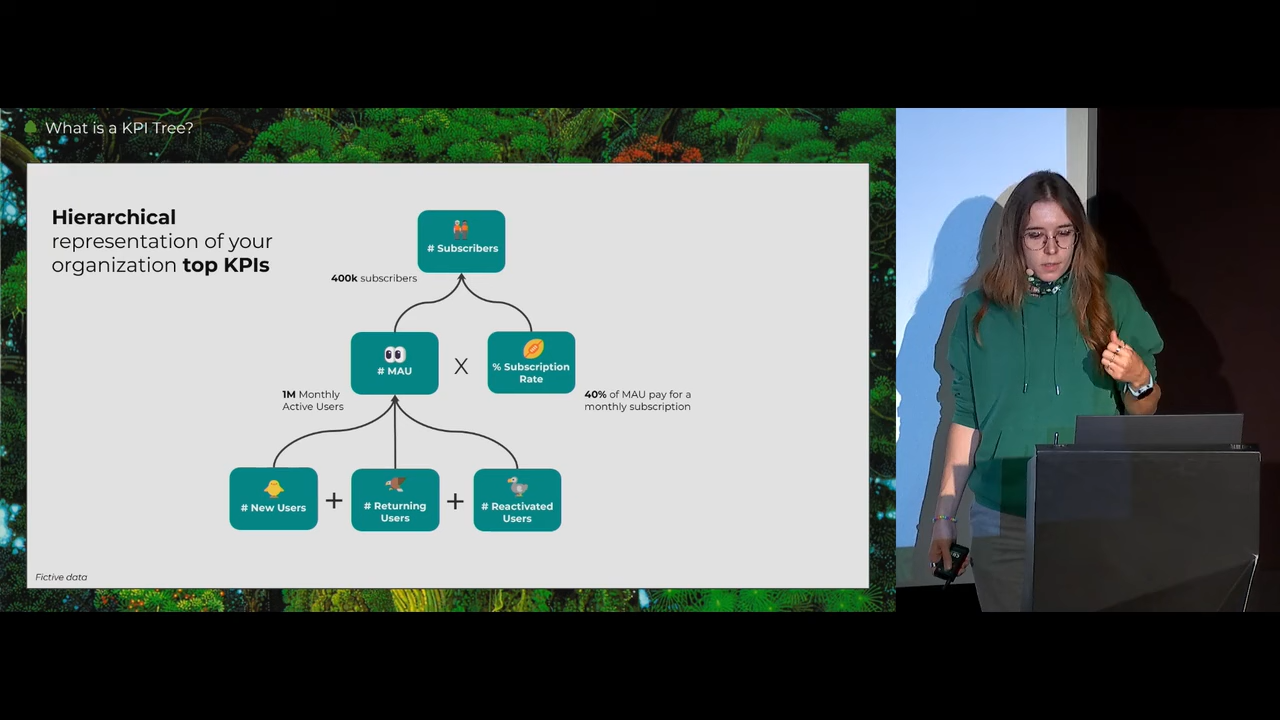 What is a KPI Tree?
Hierarchical
representation of your
organization top KPIs
# Subscribers
400k subscribers
# MAU
X
% Subscription
Rate
1M Monthly
Active Users
40% of MAU pay for a
monthly subscription
# New Users
+
# Returning
Users
+
# Reactivated
Users
Fictive data